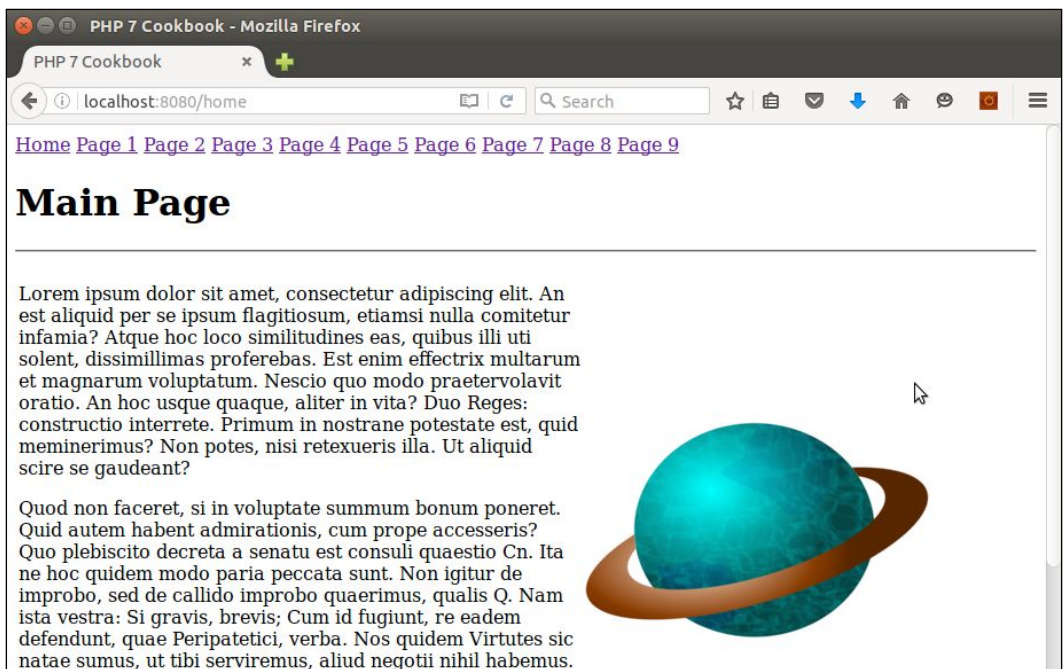 PHP 7 Cookbook - Mozilla Firefox
PHP 7 Cookbook
localhost:8080/home
Search
Home Page 1 Page 2 Page 3 Page 4 Page 5 Page 6 Page 7 Page 8 Page 9
Main Page
Lorem ipsum dolor sit amet, consectetur adipiscing elit. An
est aliquid per se ipsum flagitiosum, etiamsi nulla comitetur
infamia? Atque hoc loco similitudines eas, quibus illi uti
solent, dissimillimas proferebas. Est enim effectrix multarum
et magnarum voluptatum. Nescio quo modo praetervolavit
oratio. An hoc usque quaque, aliter in vita? Duo Reges:
constructio interrete. Primum in nostrane potestate est, quid
meminerimus? Non potes, nisi retexueris illa. Ut aliquid
scire se gaudeant?
Quod non faceret, si in voluptate summum bonum poneret.
Quid autem habent admirationis, cum prope accesseris?
Quo plebiscito decreta a senatu est consuli quaestio Cn. Ita
ne hoc quidem modo paria peccata sunt. Non igitur de
improbo, sed de callido improbo quaerimus, qualis Q. Nam
ista vestra: Si gravis, brevis; Cum id fugiunt, re eadem
defendunt, quae Peripatetici, verba. Nos quidem Virtutes sic
natae sumus, ut tibi serviremus, aliud negotii nihil habemus.